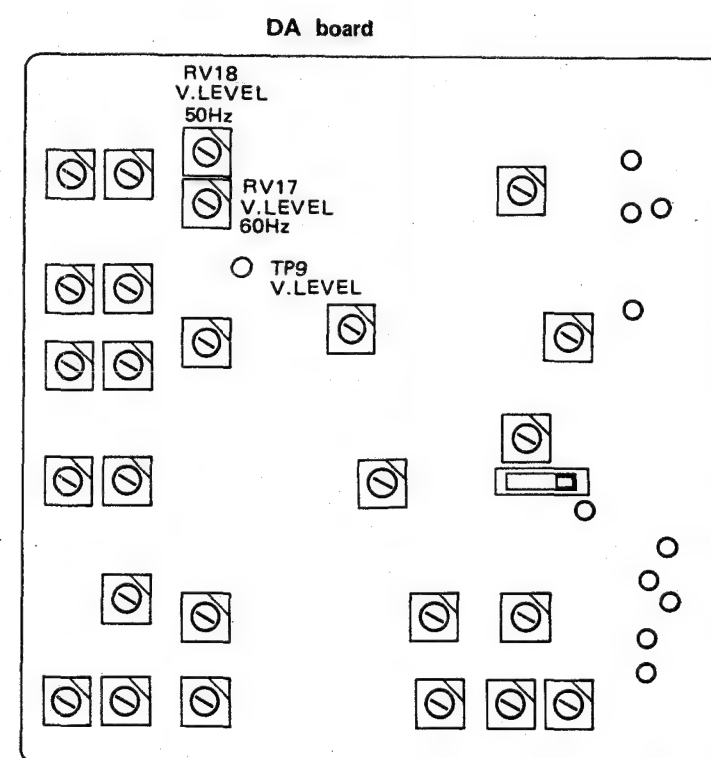 DA board
RV18
V.LEVEL
50Hz
RV17
V.LEVEL
60Hz
TP9
V.LEVEL